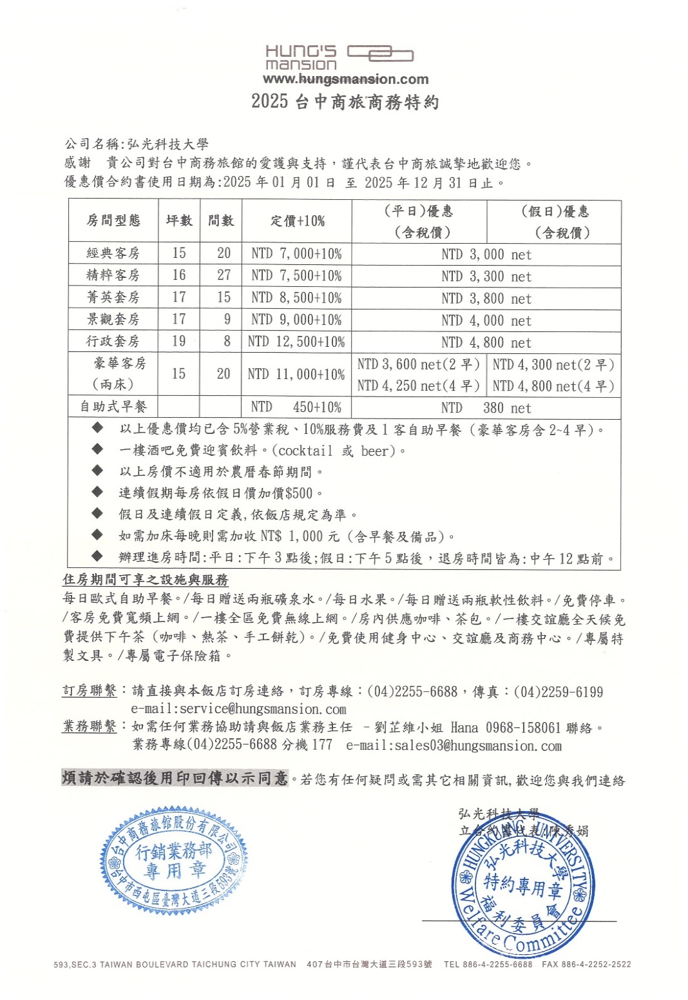 HUNG'S
mansion
www.hungsmansion.com
2025 台中商旅商務特約
公司名稱:弘光科技大學
感謝　貴公司對台中商務旅館的愛護與支持，謹代表台中商旅誠摯地歡迎您。
優惠價合約書使用日期為:2025 年 01 月 01 日 至 2025 年 12 月 31 日止。
房間型態 坪數 間數 定價+10% (平日)優惠 (含稅價) (假日)優惠 (含稅價)
經典客房 15 20 NTD 7,000+10% NTD 3,000 net
精粹客房 16 27 NTD 7,500+10% NTD 3,300 net
菁英套房 17 15 NTD 8,500+10% NTD 3,800 net
景觀套房 17 9 NTD 9,000+10% NTD 4,000 net
行政套房 19 8 NTD 12,500+10% NTD 4,800 net
豪華客房 (兩床) 15 20 NTD 11,000+10% NTD 3,600 net(2 早) NTD 4,300 net(2 早)
NTD 4,250 net(4 早) NTD 4,800 net(4 早)
自助式早餐 NTD 450+10% NTD 380 net
◆ 以上優惠價均已含 5%營業稅、10%服務費及 1 客自助早餐（豪華客房含 2~4 早）。
◆ 一樓酒吧免費迎賓飲料。(cocktail 或 beer)。
◆ 以上房價不適用於農曆春節期間。
◆ 連續假期每房依假日價加價$500。
◆ 假日及連續假日定義,依飯店規定為準。
◆ 如需加床每晚則需加收 NT$ 1,000 元（含早餐及備品）。
◆ 辦理進房時間:平日:下午 3 點後;假日:下午 5 點後，退房時間皆為:中午 12 點前。
住房期間可享之設施與服務
每日歐式自助早餐。/每日贈送兩瓶礦泉水。/每日水果。/每日贈送兩瓶軟性飲料。/免費停車。
/客房免費寬頻上網。/一樓全區免費無線上網。/房內供應咖啡、茶包。/一樓交誼廳全天候免
費提供下午茶（咖啡、熱茶、手工餅乾）。/免費使用健身中心、交誼廳及商務中心。/專屬特
製文具。/專屬電子保險箱。
訂房聯繫：請直接與本飯店訂房連絡，訂房專線：(04)2255-6688，傳真：(04)2259-6199
e-mail:service@hungsmansion.com
業務聯繫：如需任何業務協助請與飯店業務主任 –劉芷維小姐 Hana 0968-158061 聯絡。
業務專線(04)2255-6688 分機 177 e-mail:sales03@hungsmansion.com
煩請於確認後用印回傳以示同意。若您有任何疑問或需其它相關資訊,歡迎您與我們連絡
弘光科技大學
立合約書代表:陳秀娟
台中商務旅館股份有限公司
行銷業務部
專用章
台中市西屯區臺灣大道三段593號
HUNGKUANG UNIVERSITY
弘光科技大學
特約專用章
福利委員會
Welfare Committee
593,SEC.3 TAIWAN BOULEVARD TAICHUNG CITY TAIWAN 407台中市台灣大道三段593號 TEL 886-4-2255-6688 FAX 886-4-2252-2522